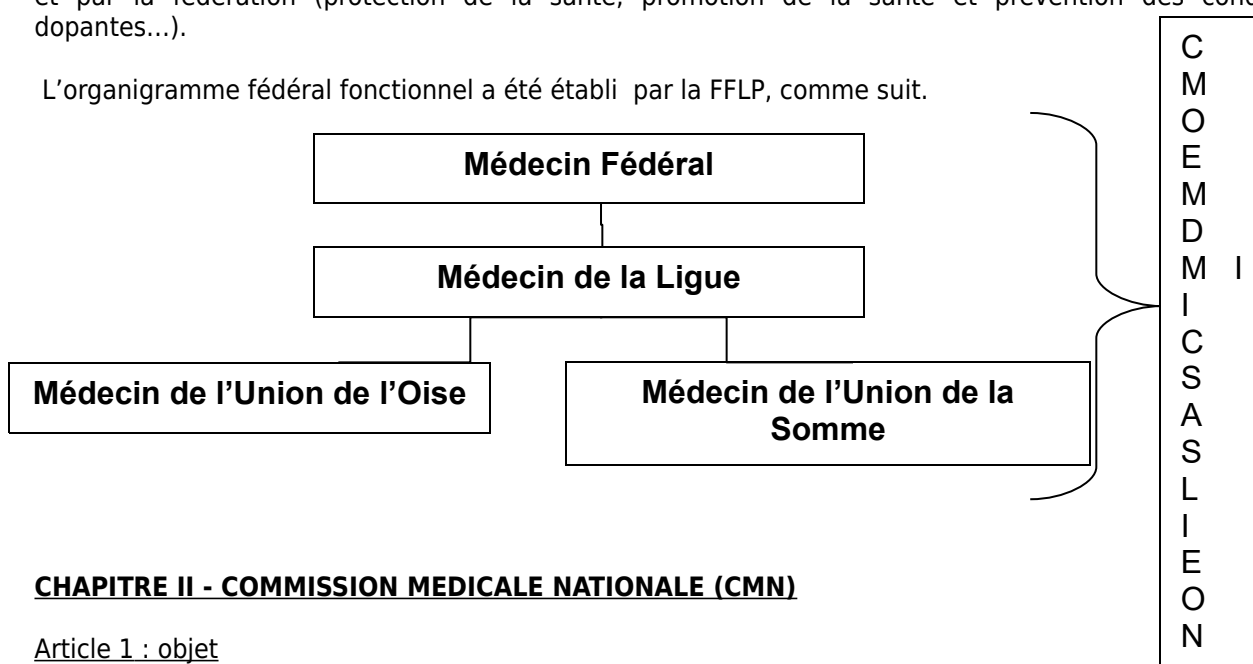 et par la fédération (protection de la santé, promotion de la santé et prévention des cond
dopantes…).
L’organigramme fédéral fonctionnel a été établi par la FFLP, comme suit.
Médecin Fédéral
Médecin de la Ligue
Médecin de l’Union de l’Oise
Médecin de l’Union de la
Somme
C
M
O
E
M
D
M I
I
C
S
A
S
L
I
E
O
N
CHAPITRE II - COMMISSION MEDICALE NATIONALE (CMN)
Article 1 : objet